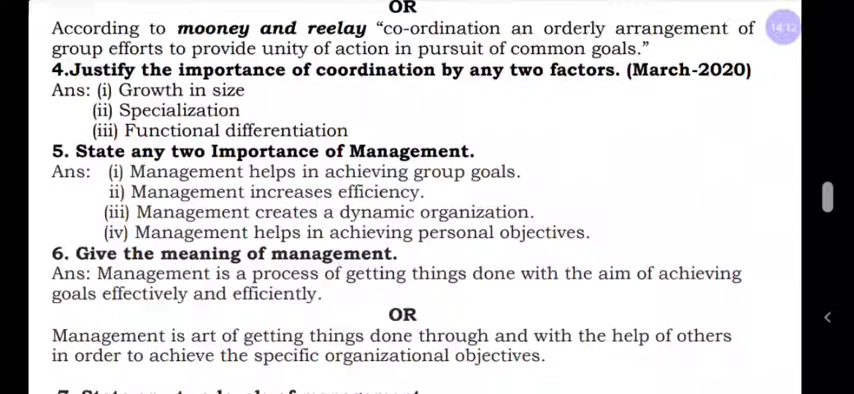 OR
According to mooney and reelay “co-ordination an orderly arrangement of
group efforts to provide unity of action in pursuit of common goals.”
4.Justify the importance of coordination by any two factors. (March-2020)
Ans: (i) Growth in size
(ii) Specialization
(iii) Functional differentiation
5. State any two Importance of Management.
Ans: (i) Management helps in achieving group goals.
ii) Management increases efficiency.
(iii) Management creates a dynamic organization.
(iv) Management helps in achieving personal objectives.
6. Give the meaning of management.
Ans: Management is a process of getting things done with the aim of achieving
goals effectively and efficiently.
OR
Management is art of getting things done through and with the help of others
in order to achieve the specific organizational objectives.
14:12